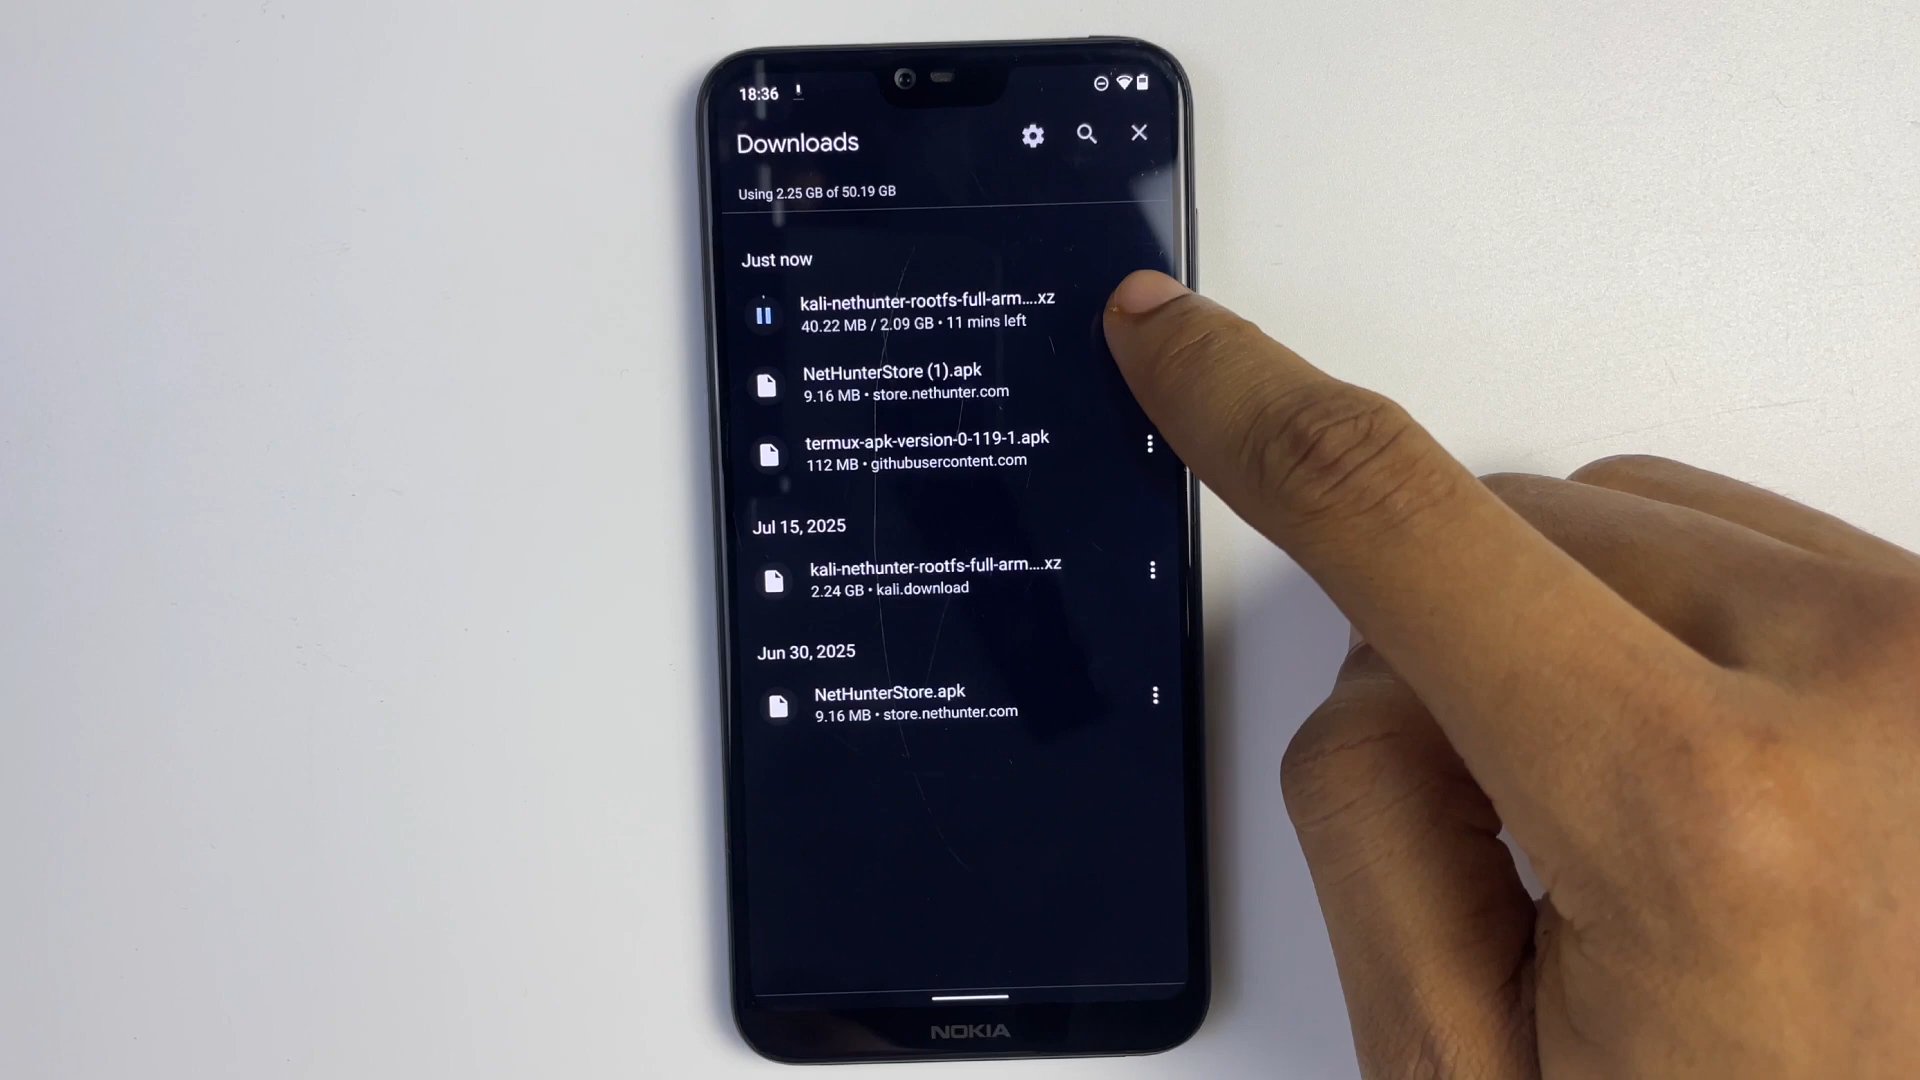 18:36
Downloads
Using 2.25 GB of 50.19 GB
Just now
kali-nethunter-rootfs-full-arm....xz
40.22 MB / 2.09 GB • 11 mins left
NetHunterStore (1).apk
9.16 MB • store.nethunter.com
termux-apk-version-0-119-1.apk
112 MB • githubusercontent.com
Jul 15, 2025
kali-nethunter-rootfs-full-arm....xz
2.24 GB • kali.download
Jun 30, 2025
NetHunterStore.apk
9.16 MB • store.nethunter.com
NOKIA